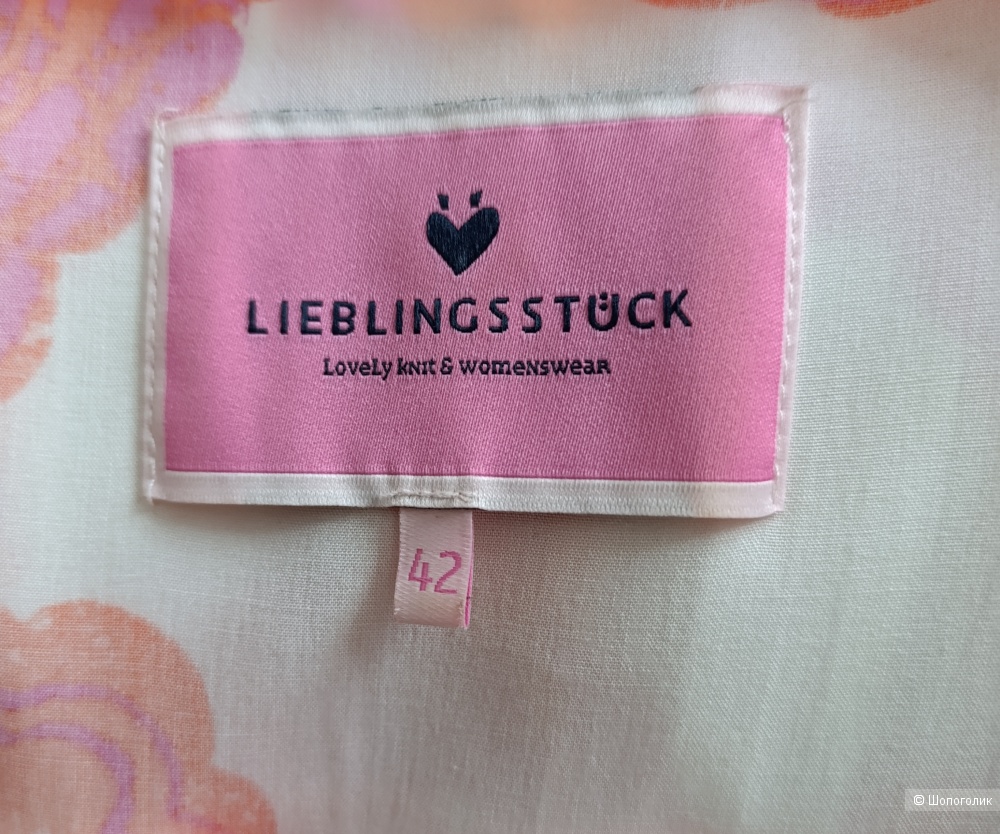 LIEBLINGSSTÜCK
Lovely knit & womenswear
42
© Шопоголик